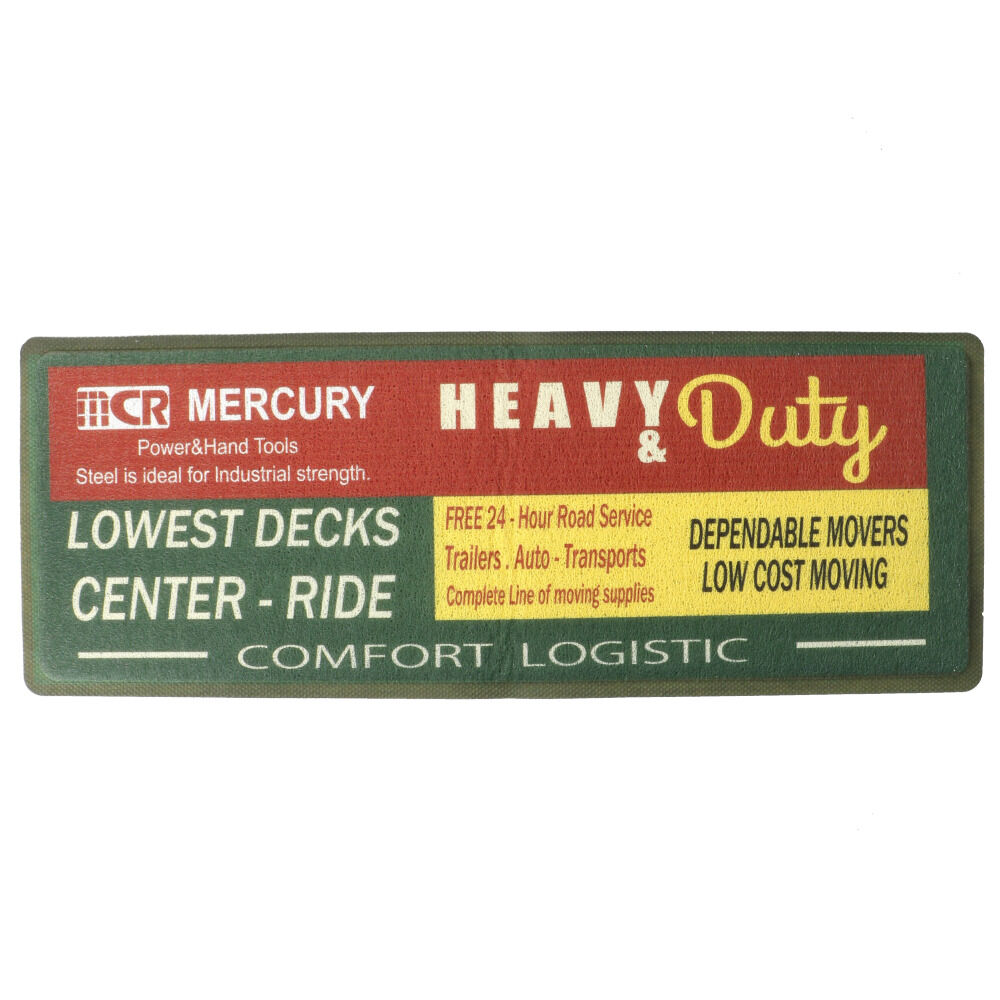 MCR MERCURY
Power&Hand Tools
Steel is ideal for Industrial strength.
HEAVY
& Duty
LOWEST DECKS
CENTER - RIDE
FREE 24 - Hour Road Service
Trailers . Auto - Transports
Complete Line of moving supplies
DEPENDABLE MOVERS
LOW COST MOVING
COMFORT LOGISTIC